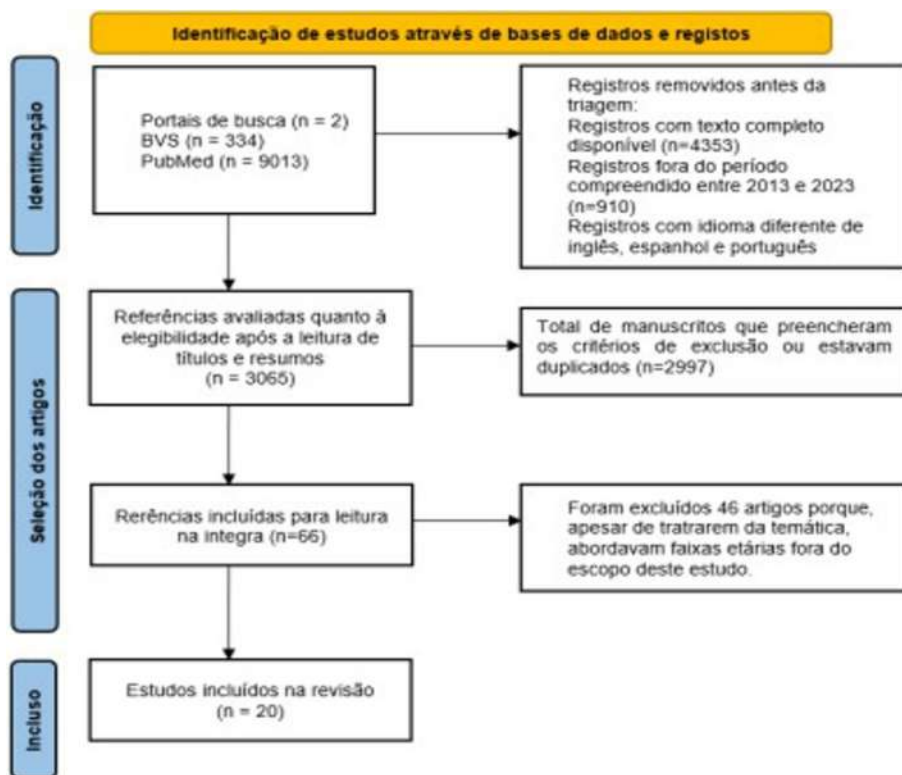 Identificação de estudos através de bases de dados e registos
Identificação
Portais de busca (n = 2)
BVS (n = 334)
PubMed (n = 9013)
Registros removidos antes da
triagem:
Registros com texto completo
disponível (n=4353)
Registros fora do período
compreendido entre 2013 e 2023
(n=910)
Registros com idioma diferente de
inglês, espanhol e português
Seleção dos artigos
Referências avaliadas quanto à
elegibilidade após a leitura de
títulos e resumos
(n = 3065)
Total de manuscritos que preencheram
os critérios de exclusão ou estavam
duplicados (n=2997)
Rerências incluídas para leitura
na integra (n=66)
Foram excluídos 46 artigos porque,
apesar de tratrarem da temática,
abordavam faixas etárias fora do
escopo deste estudo.
Incluso
Estudos incluídos na revisão
(n = 20)